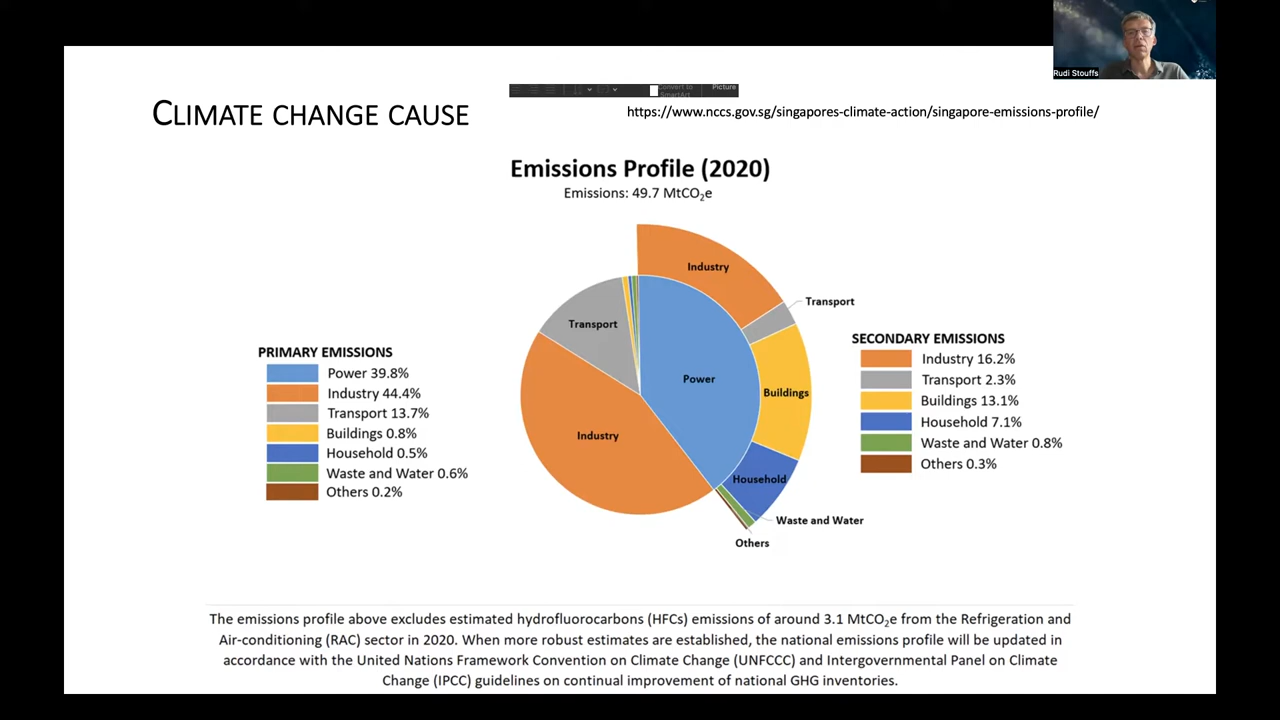 Rudi Stouffs
Convert to
SmartArt
Picture
CLIMATE CHANGE CAUSE
https://www.nccs.gov.sg/singapores-climate-action/singapore-emissions-profile/
Emissions Profile (2020)
Emissions: 49.7 MtCO₂e
Industry
Transport
Transport
Power
Buildings
Industry
Household
Waste and Water
Others
PRIMARY EMISSIONS
Power 39.8%
Industry 44.4%
Transport 13.7%
Buildings 0.8%
Household 0.5%
Waste and Water 0.6%
Others 0.2%
SECONDARY EMISSIONS
Industry 16.2%
Transport 2.3%
Buildings 13.1%
Household 7.1%
Waste and Water 0.8%
Others 0.3%
The emissions profile above excludes estimated hydrofluorocarbons (HFCs) emissions of around 3.1 MtCO₂e from the Refrigeration and
Air-conditioning (RAC) sector in 2020. When more robust estimates are established, the national emissions profile will be updated in
accordance with the United Nations Framework Convention on Climate Change (UNFCCC) and Intergovernmental Panel on Climate
Change (IPCC) guidelines on continual improvement of national GHG inventories.